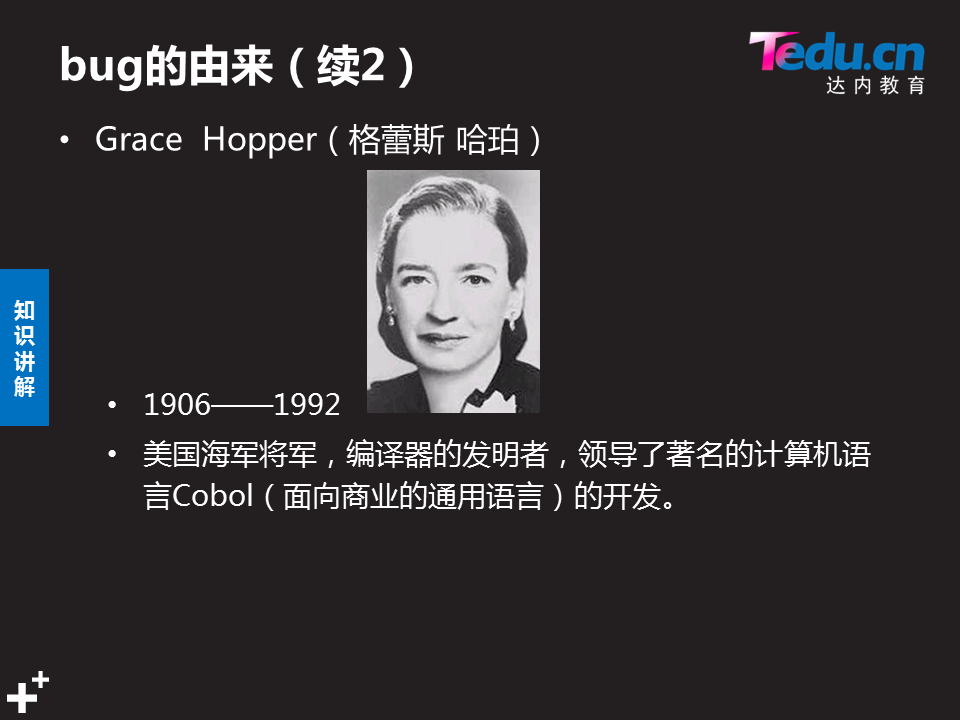 bug的由来（续2）
Tedu.cn
达内教育
• Grace Hopper（格蕾斯 哈珀）
知识讲解
• 1906——1992
• 美国海军将军，编译器的发明者，领导了著名的计算机语
言Cobol（面向商业的通用语言）的开发。